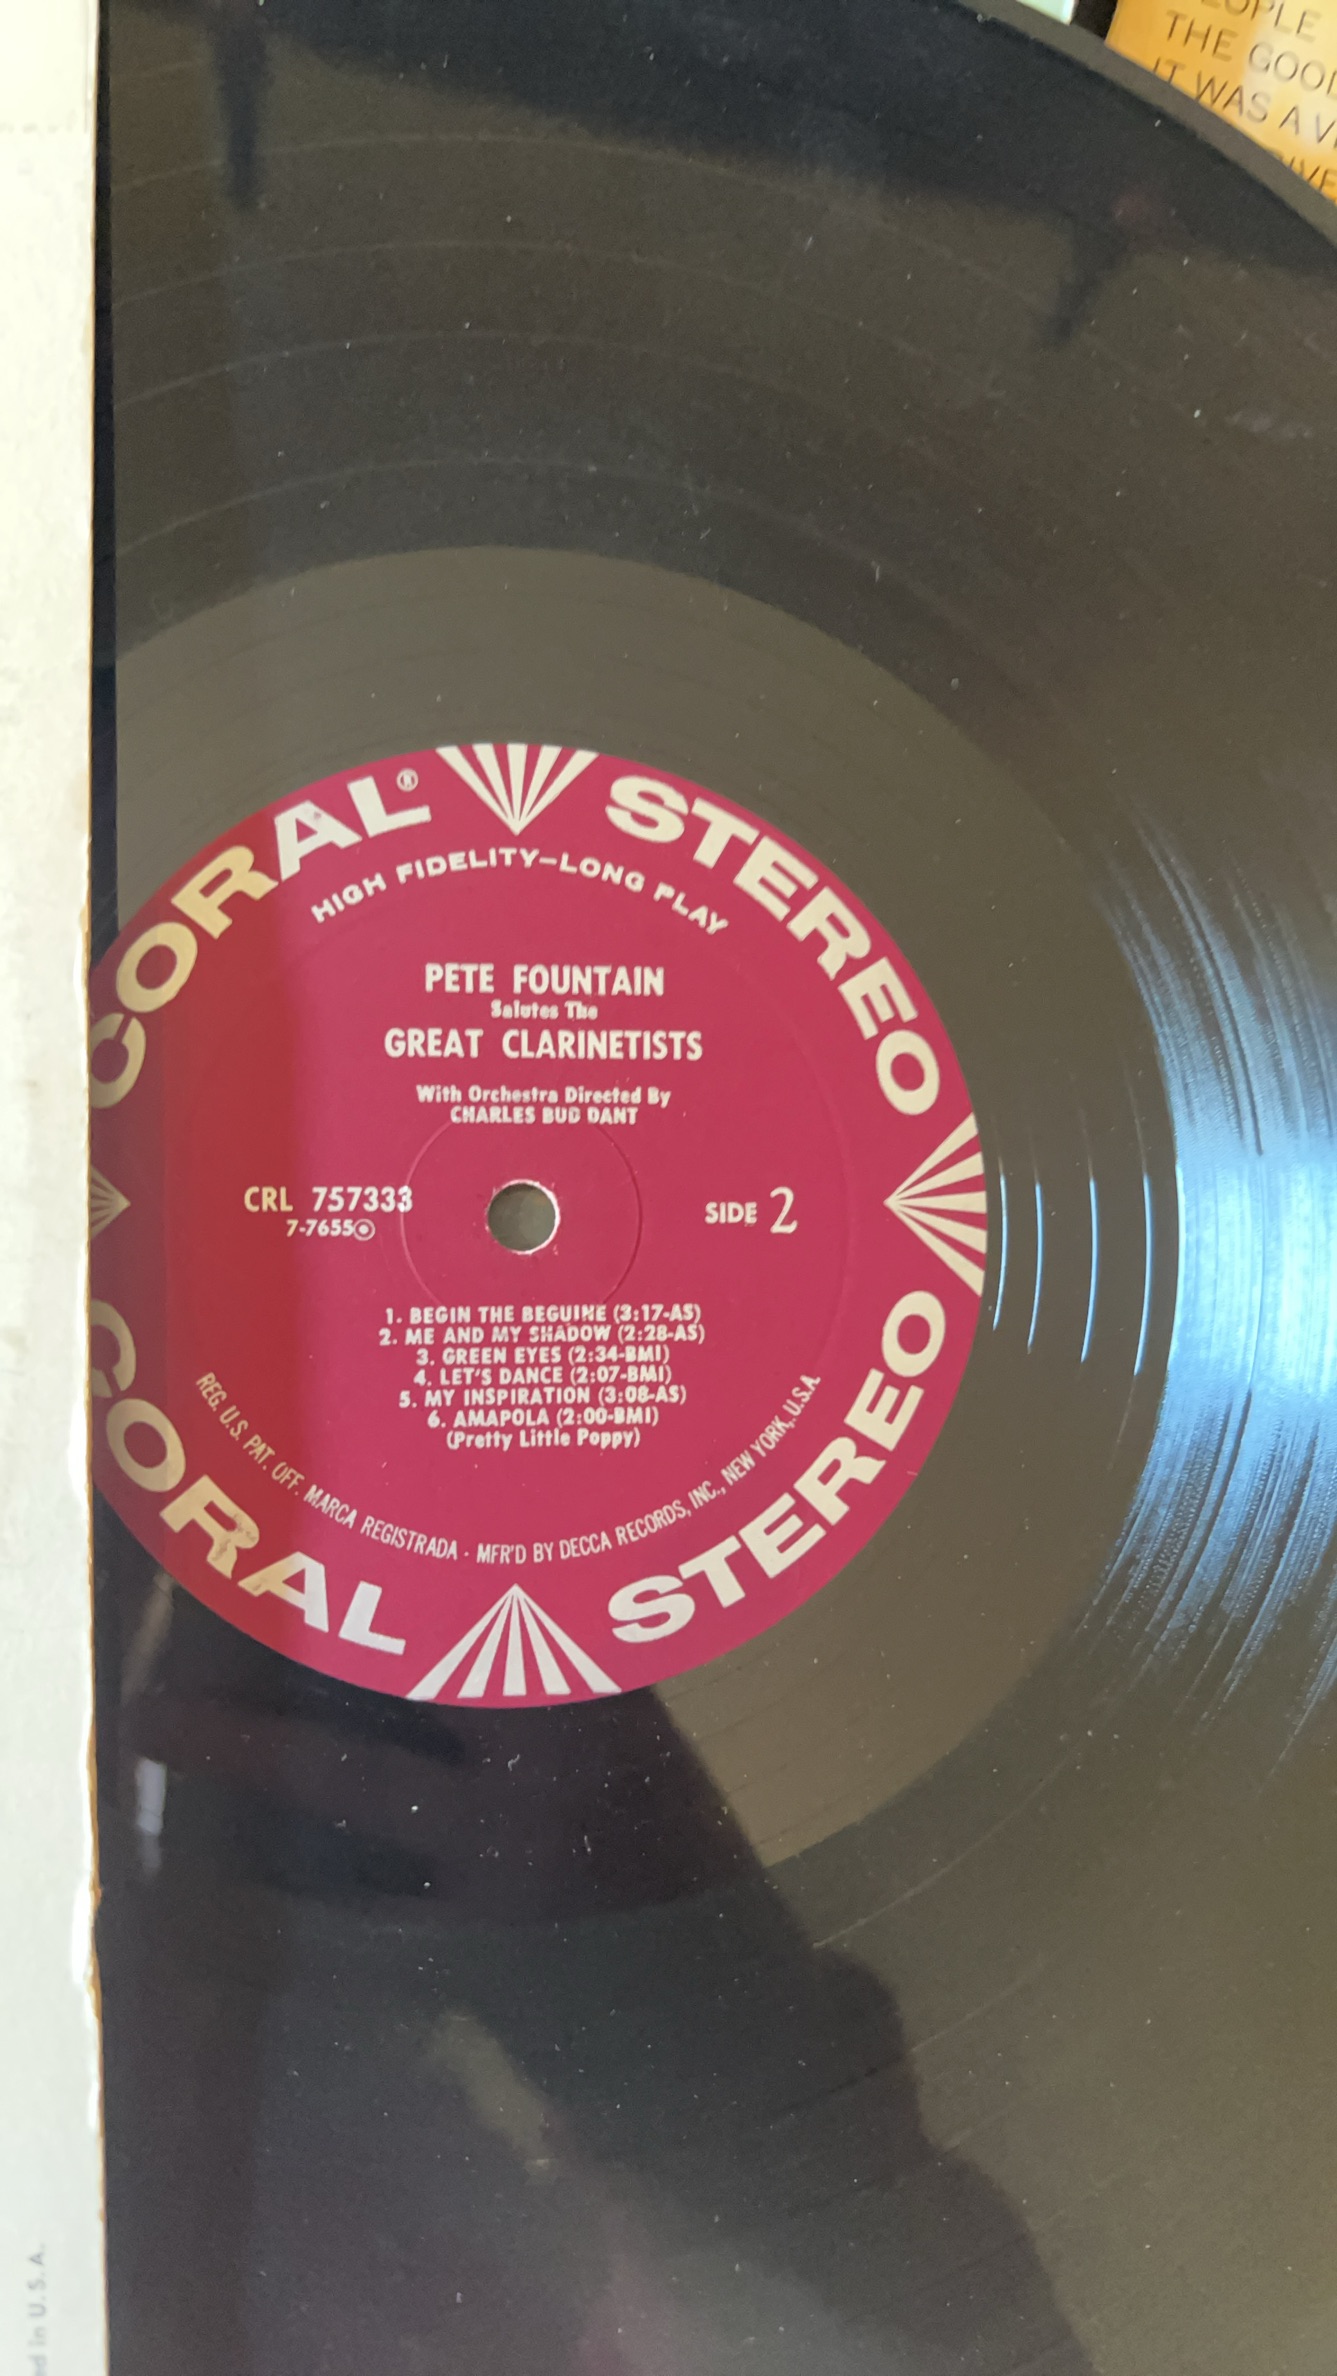 THE GOOD
IT WAS A
CORAL®
STEREO
HIGH FIDELITY—LONG PLAY
PETE FOUNTAIN
Salutes The
GREAT CLARINETISTS
With Orchestra Directed By
CHARLES BUD DANT
CRL 757333
7-7655
SIDE 2
1. BEGIN THE BEGUINE (3:17-AS)
2. ME AND MY SHADOW (2:28-AS)
3. GREEN EYES (2:34-BMI)
4. LET'S DANCE (2:07-BMI)
5. MY INSPIRATION (3:08-AS)
6. AMAPOLA (2:00-BMI)
(Pretty Little Poppy)
REG. U.S. PAT. OFF. MARCA REGISTRADA · MFR'D BY DECCA RECORDS, INC., NEW YORK, U.S.A.
CORAL
STEREO
in U.S.A.